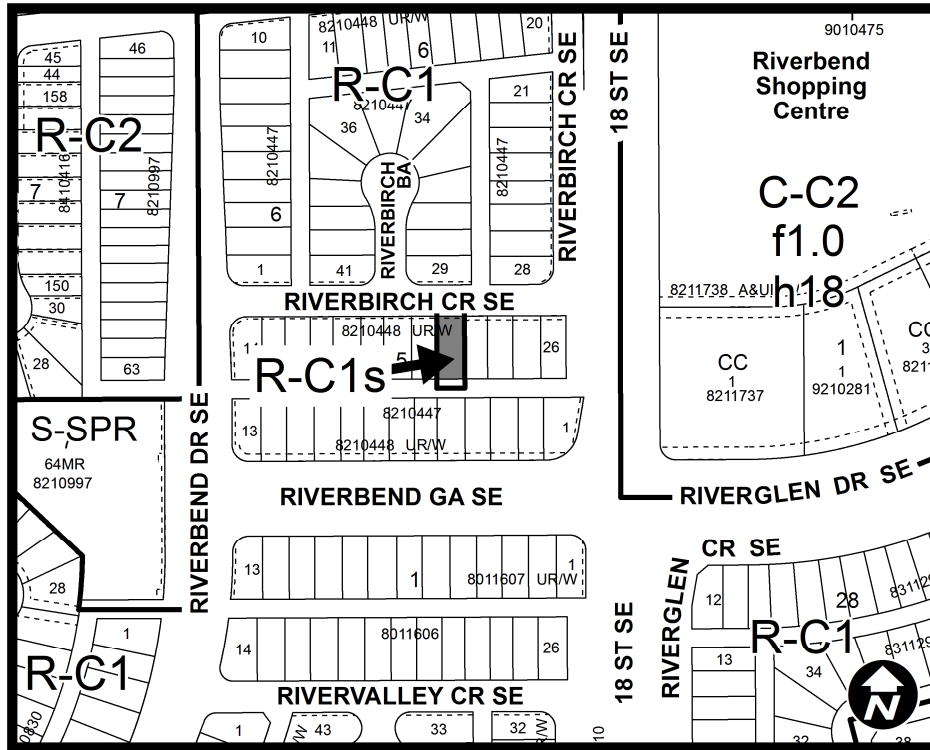 45
44
158
R-C2
7
8410416
150
30
28
46
7
8210997
63
S-SPR
64MR
8210997
28
R-C1
1
RIVERBEND DR SE
10
8210447
6
1
8210448 UR/W
11
20
6
R-C1
8210447
36
34
RIVERBIRCH
BA
41
29
21
8210447
28
RIVERBIRCH CR SE
18 ST SE
RIVERBIRCH CR SE
8210448 UR/W
5
26
R-C1s
13
8210447
8210448 UR/W
1
RIVERBEND GA SE
13
1
8011607 UR/W
1
14
8011606
26
RIVERVALLEY CR SE
1
43
33
32
10
18 ST SE
9010475
Riverbend
Shopping
Centre
C-C2
f1.0
h18
8211738 A&UI
CC
1
8211737
1
1
9210281
RIVERGLEN DR SE
RIVERGLEN
CR SE
12
28
R-C1
13
34
32
38
N